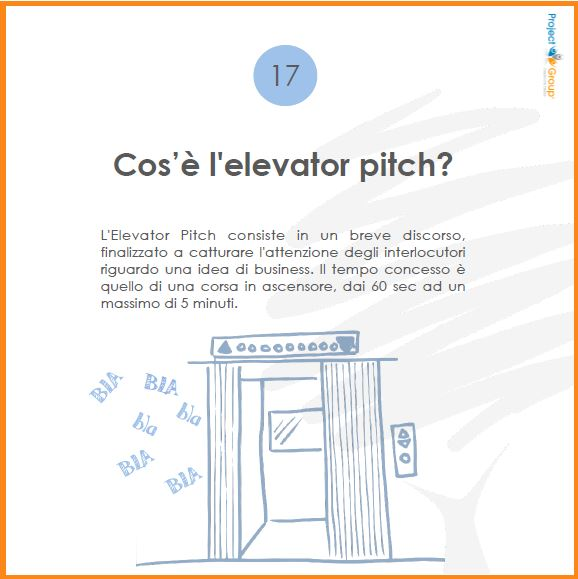 Project
Group
17
Cos'è l'elevator pitch?
L'Elevator Pitch consiste in un breve discorso,
finalizzato a catturare l'attenzione degli interlocutori
riguardo una idea di business. Il tempo concesso è
quello di una corsa in ascensore, dai 60 sec ad un
massimo di 5 minuti.
BlA
BlA
bla
bla
BlA
BlA